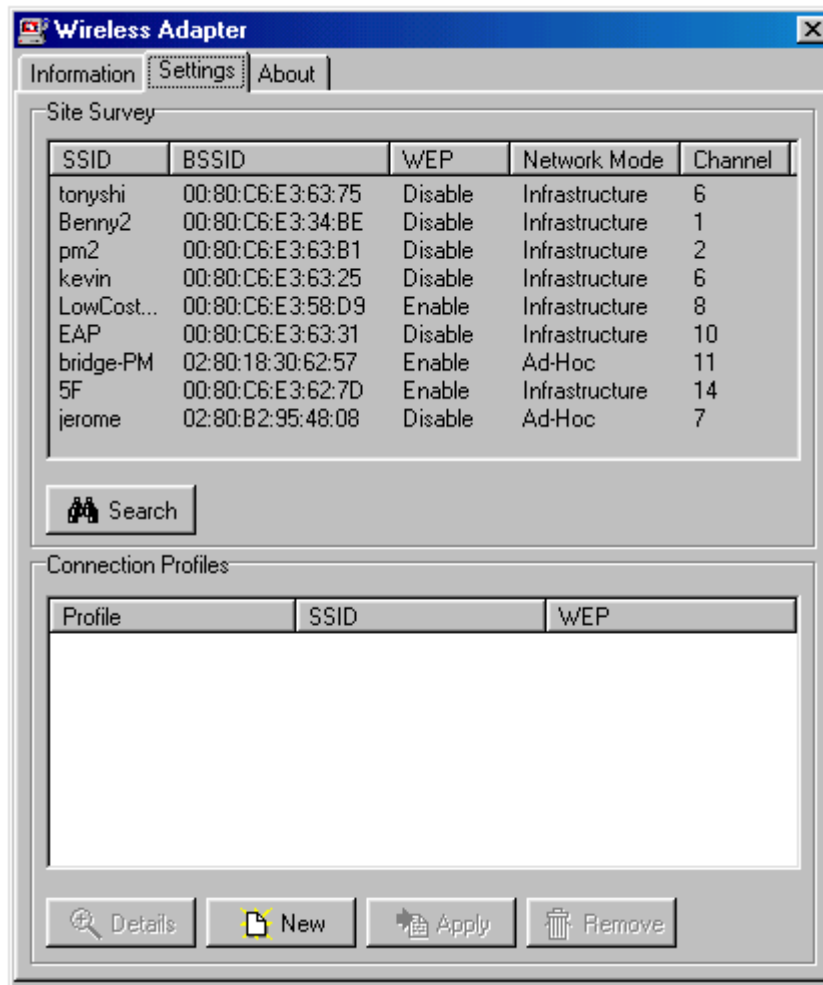 Wireless Adapter
Information Settings About
Site Survey
SSID BSSID WEP Network Mode Channel
tonyshi 00:80:C6:E3:63:75 Disable Infrastructure 6
Benny2 00:80:C6:E3:34:BE Disable Infrastructure 1
pm2 00:80:C6:E3:63:B1 Disable Infrastructure 2
kevin 00:80:C6:E3:63:25 Disable Infrastructure 6
LowCost... 00:80:C6:E3:58:D9 Enable Infrastructure 8
EAP 00:80:C6:E3:63:31 Disable Infrastructure 10
bridge-PM 02:80:18:30:62:57 Enable Ad-Hoc 11
5F 00:80:C6:E3:62:7D Enable Infrastructure 14
jerome 02:80:B2:95:48:08 Disable Ad-Hoc 7
Search
Connection Profiles
Profile SSID WEP
Details New Apply Remove